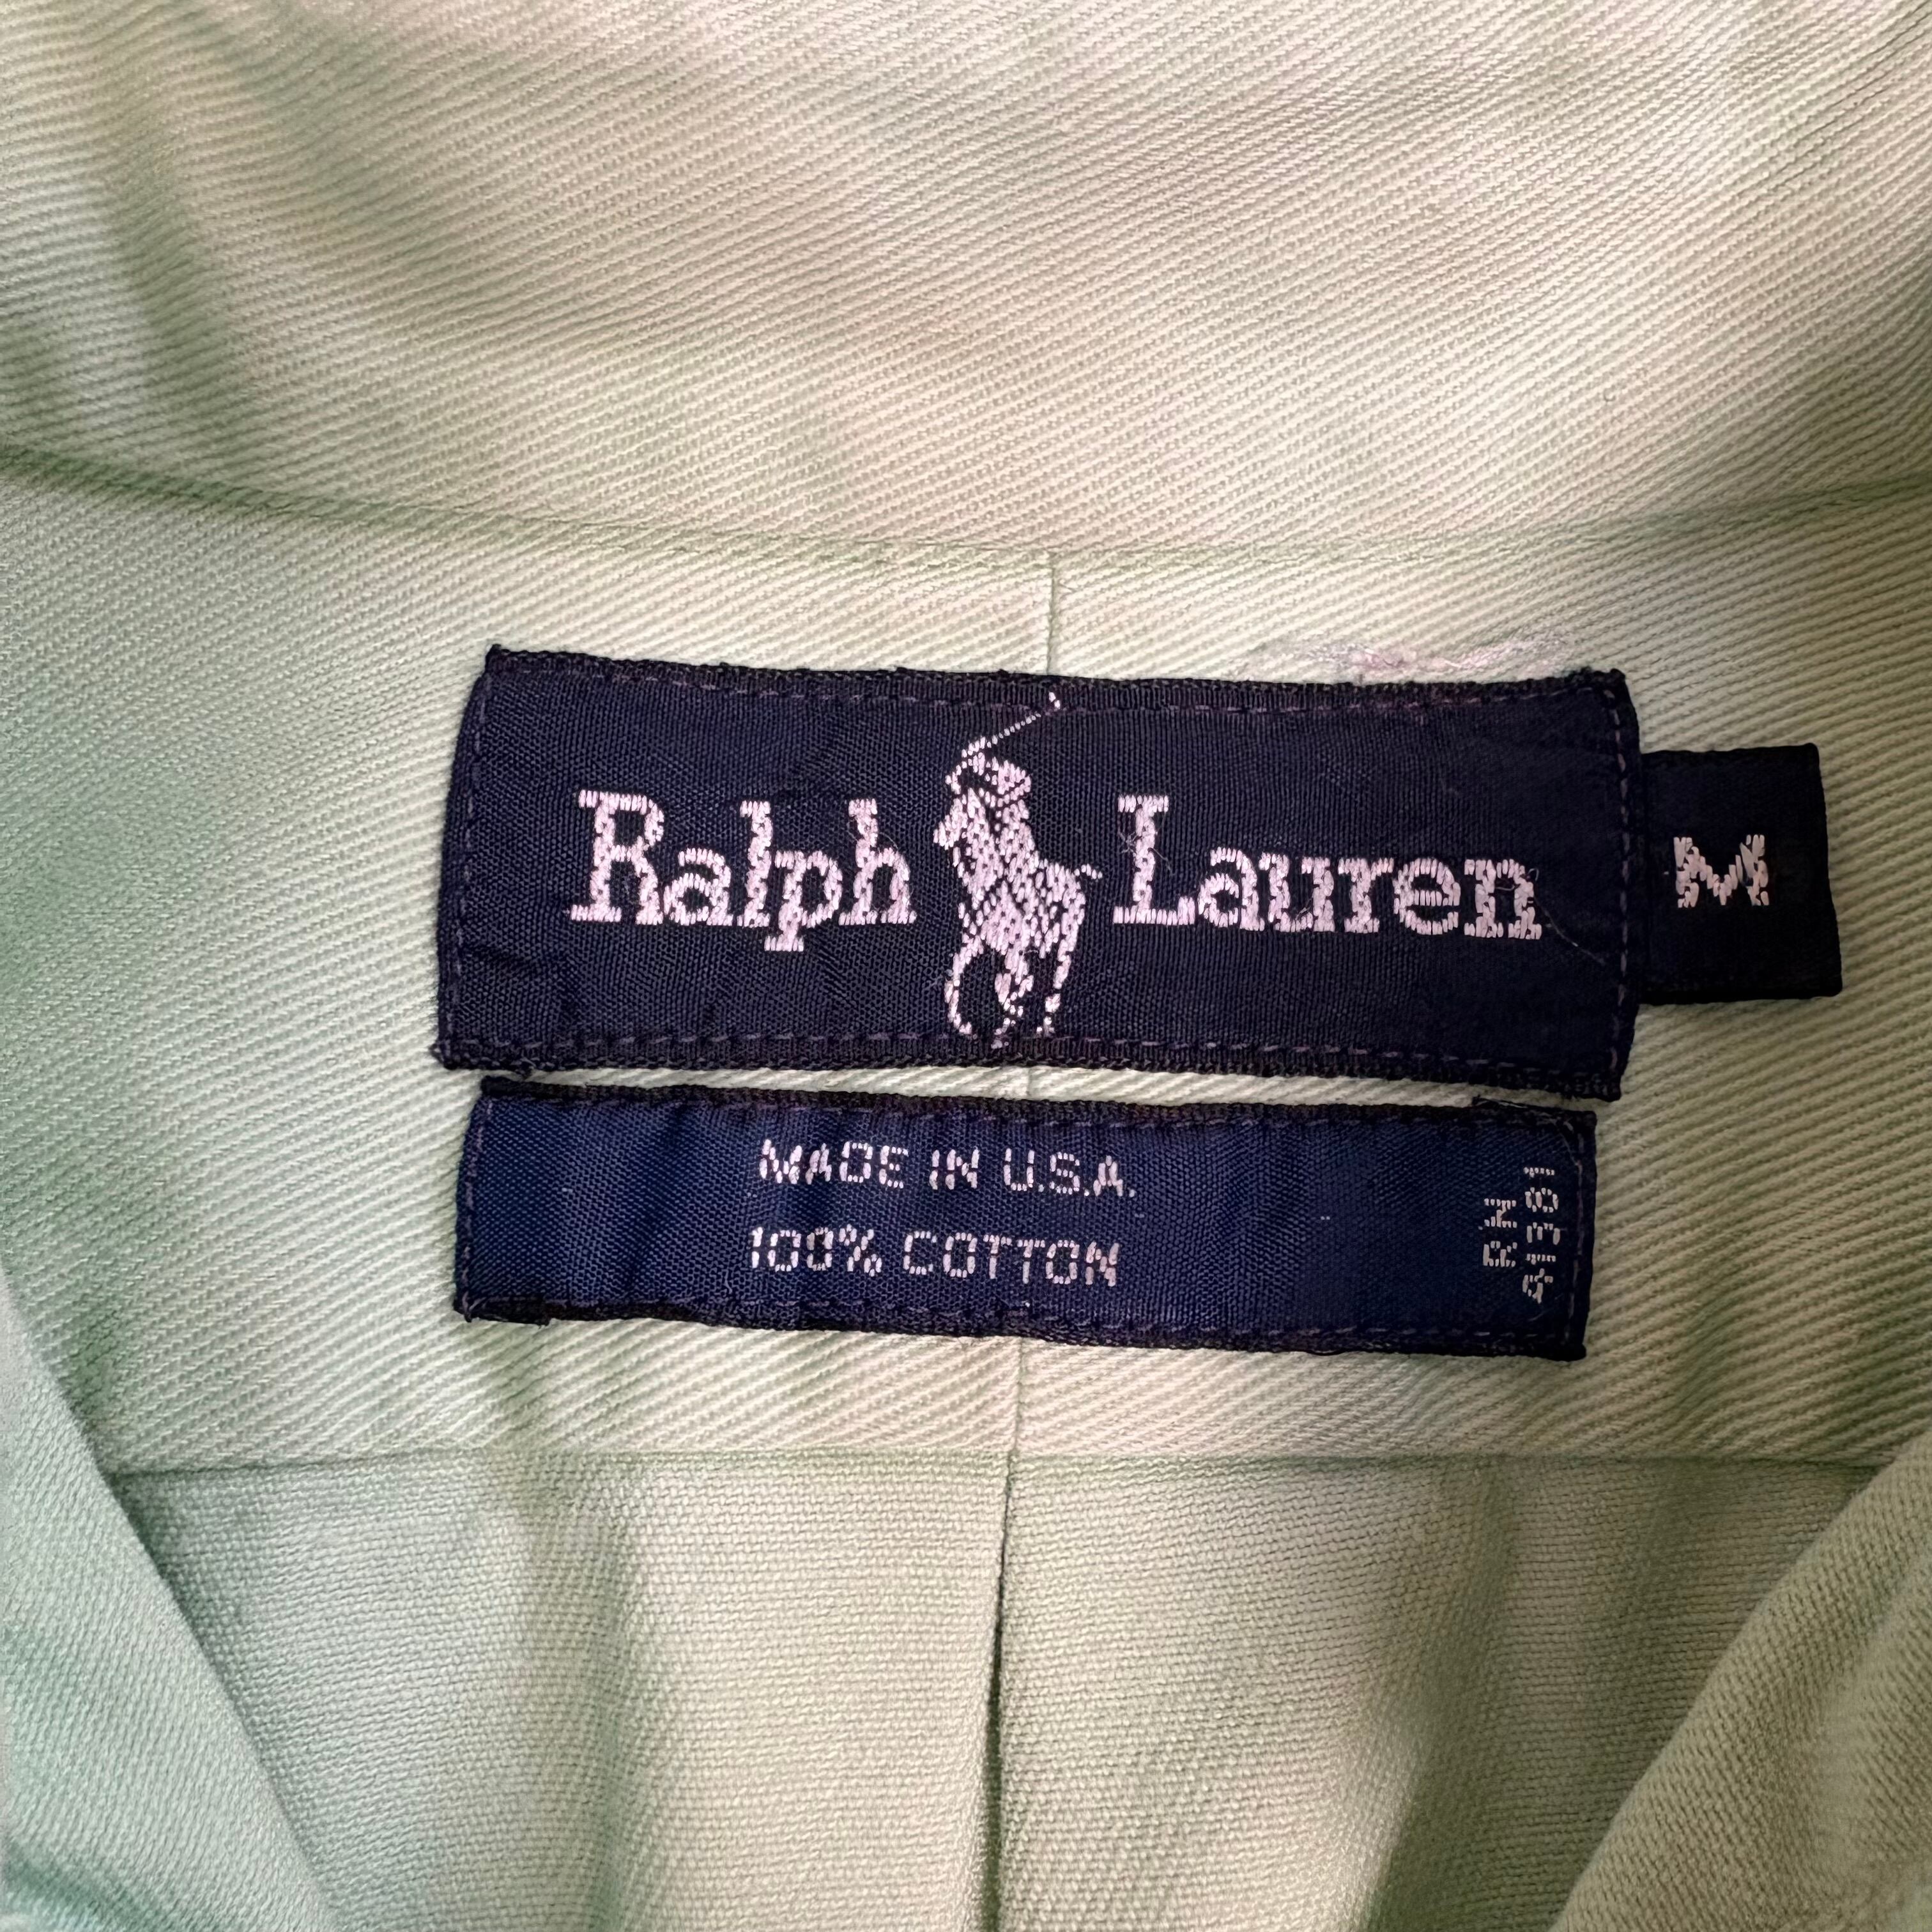 Ralph Lauren
M
MADE IN U.S.A.
100% COTTON
RN
41381